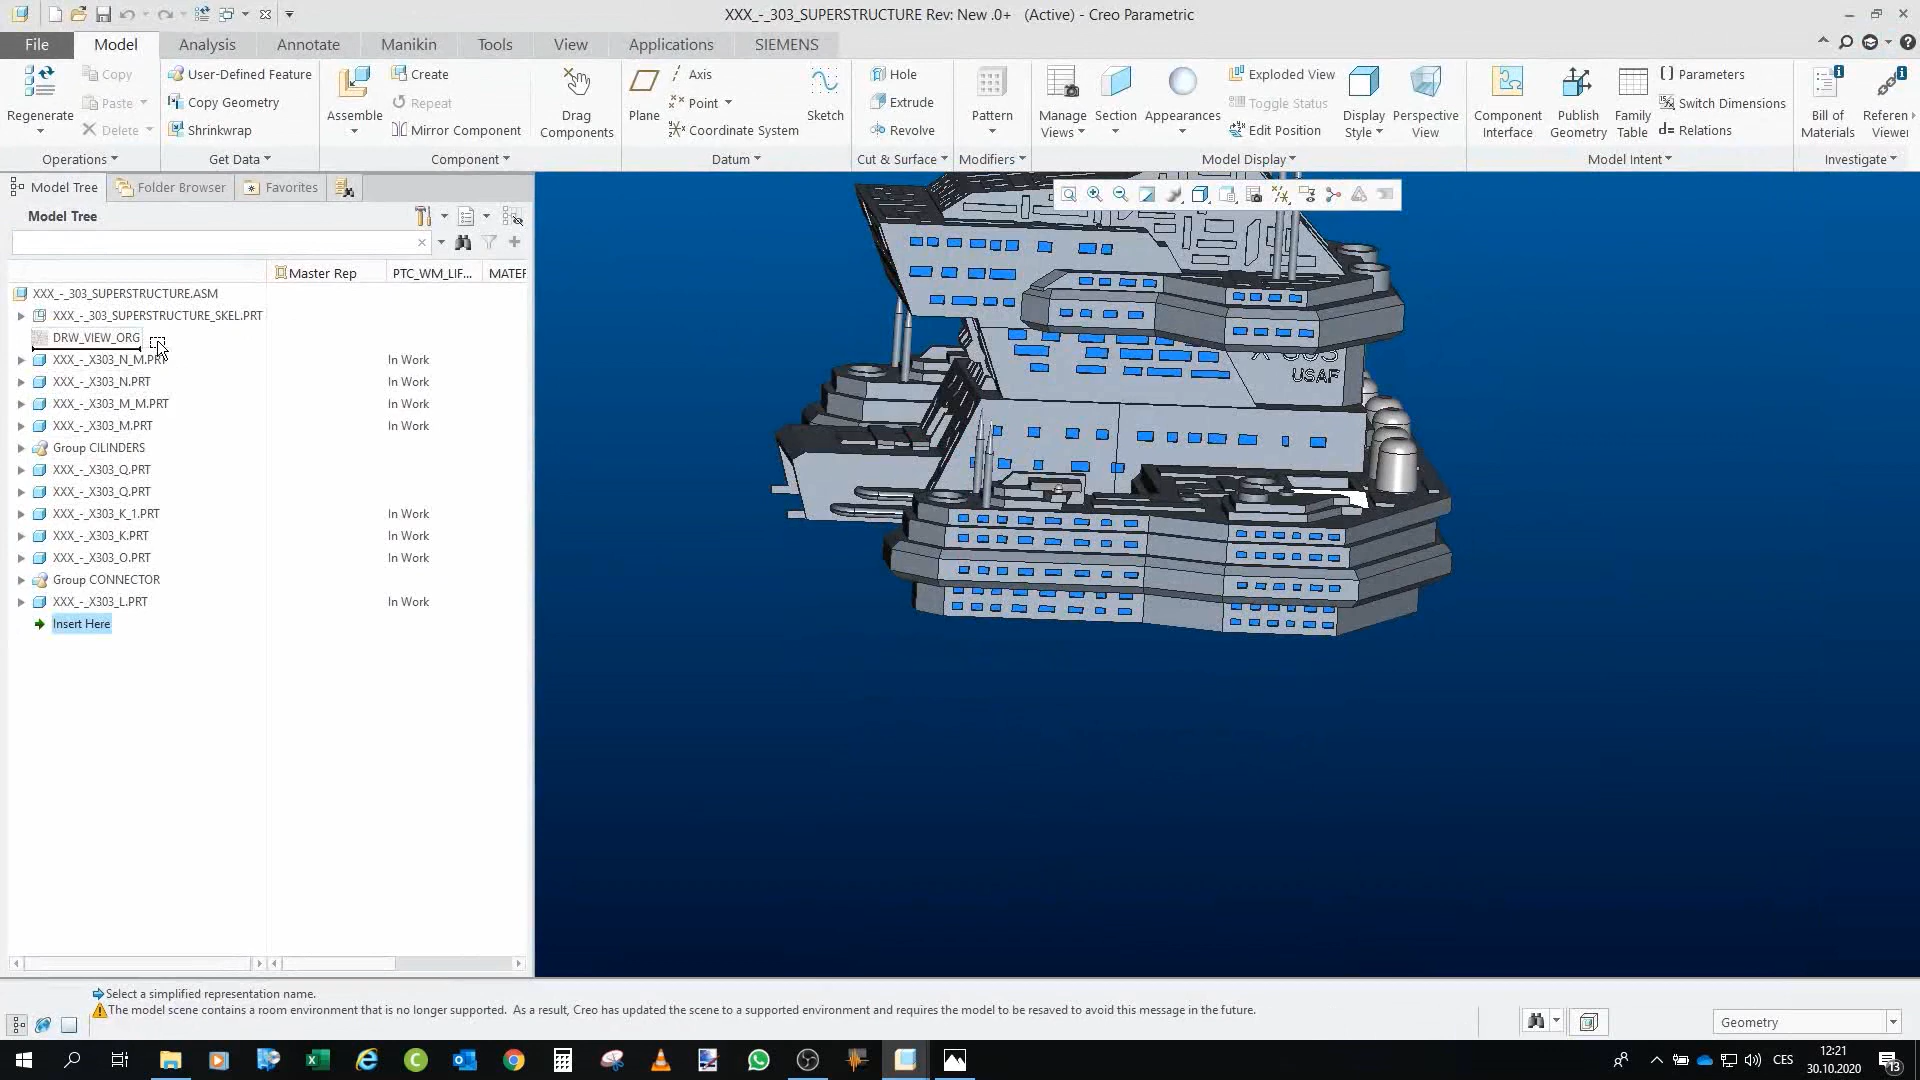 XXX_-_303_SUPERSTRUCTURE Rev: New .0+ (Active) - Creo Parametric
File Model Analysis Annotate Manikin Tools View Applications SIEMENS
Regenerate
Copy
Paste
Delete
Operations
User-Defined Feature
Copy Geometry
Shrinkwrap
Get Data
Assemble
Create
Repeat
Mirror Component
Component
Drag Components
Plane
Axis
Point
Coordinate System
Sketch
Datum
Hole
Extrude
Revolve
Cut & Surface
Pattern
Modifiers
Manage Views
Section
Appearances
Exploded View
Toggle Status
Edit Position
Display Style
Perspective View
Model Display
Component Interface
Publish Geometry
Family Table
Parameters
Switch Dimensions
Relations
Model Intent
Bill of Materials
Referen
Viewer
Investigate
Model Tree Folder Browser Favorites
Model Tree
Master Rep PTC_WM_LIF... MATER
XXX_-_303_SUPERSTRUCTURE.ASM
XXX_-_303_SUPERSTRUCTURE_SKEL.PRT
DRW_VIEW_ORG
XXX_-_X303_N_M.PRT In Work
XXX_-_X303_N.PRT In Work
XXX_-_X303_M_M.PRT In Work
XXX_-_X303_M.PRT In Work
Group CILINDERS
XXX_-_X303_Q.PRT
XXX_-_X303_Q.PRT
XXX_-_X303_K_1.PRT In Work
XXX_-_X303_K.PRT In Work
XXX_-_X303_O.PRT In Work
Group CONNECTOR
XXX_-_X303_L.PRT In Work
Insert Here
USAF
Select a simplified representation name.
The model scene contains a room environment that is no longer supported. As a result, Creo has updated the scene to a supported environment and requires the model to be resaved to avoid this message in the future.
Geometry
CES
12:21
30.10.2020
13